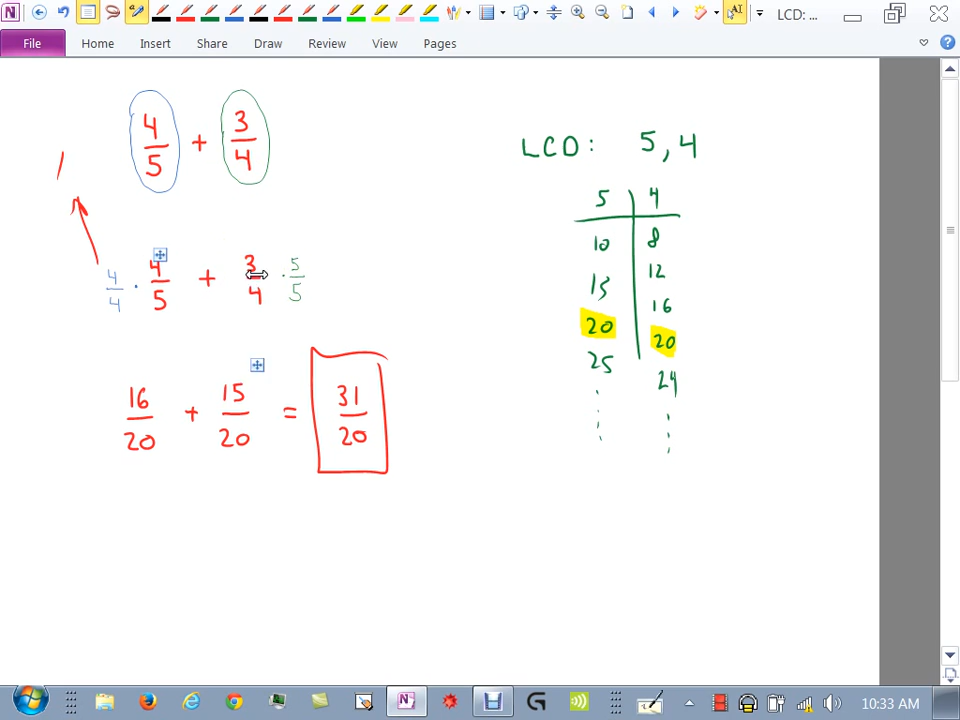 LCD: ...
File Home Insert Share Draw Review View Pages
4/5 + 3/4
1
4/4 · 4/5 + 3/4 · 5/5
16/20 + 15/20 = 31/20
LCD: 5, 4
5 4
10 8
15 12
20 16
25 20
24
10:33 AM